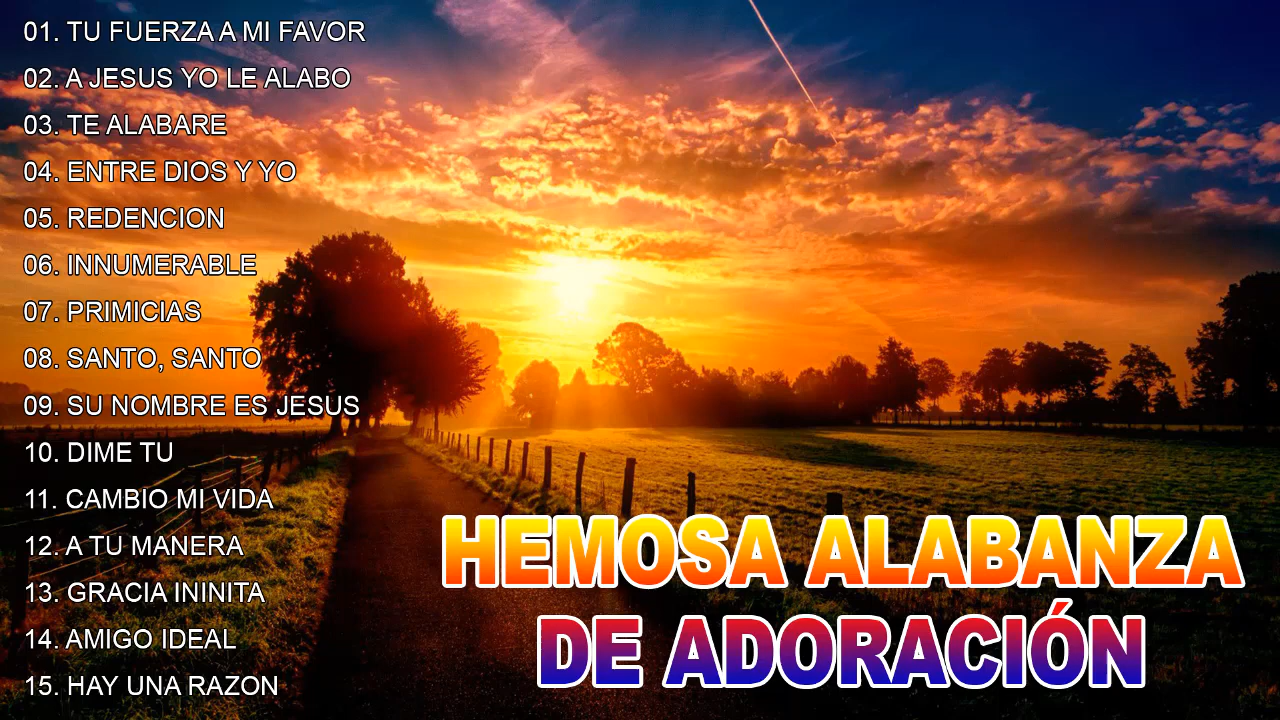 01. TU FUERZA A MI FAVOR
02. A JESUS YO LE ALABO
03. TE ALABARE
04. ENTRE DIOS Y YO
05. REDENCION
06. INNUMERABLE
07. PRIMICIAS
08. SANTO, SANTO
09. SU NOMBRE ES JESUS
10. DIME TU
11. CAMBIO MI VIDA
12. A TU MANERA
13. GRACIA ININITA
14. AMIGO IDEAL
15. HAY UNA RAZON
HEMOSA ALABANZA
DE ADORACIÓN